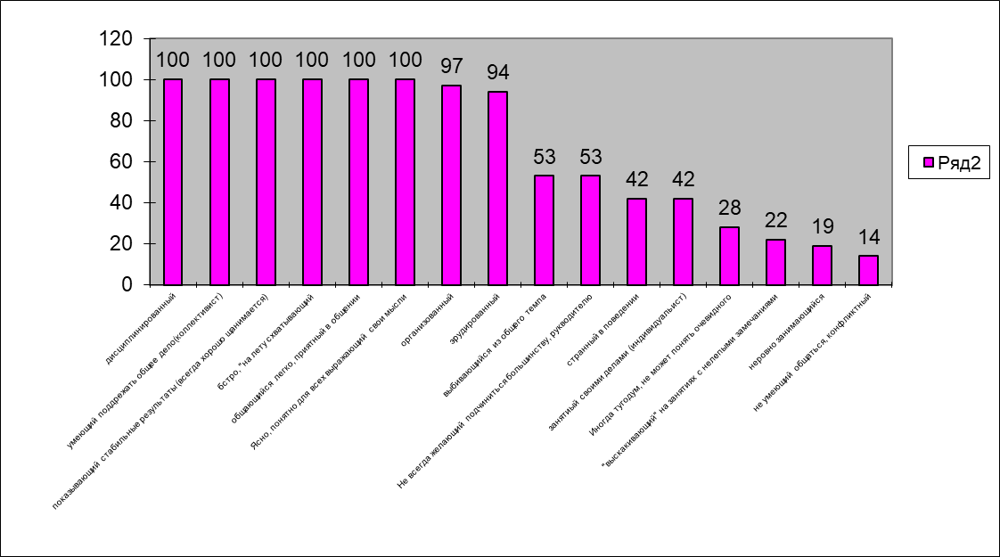 120
100
80
60
40
20
0
100
100
100
100
100
100
97
94
53
53
42
42
28
22
19
14
Ряд2
дисциплинированный
умеющий поддрежать общее дело(коллективист)
показывающий стабильные результаты (всегда хорошо щанимается)
бстро, "на лету схватывающий
общающийся легко, приятный в общении
Ясно, понятно для всех выражающий свои мысли
организованный
эрудированный
выбивающийся из общего темпа
Не всегда желающий подчиниться большинству, руководителю
странный в поведении
занятиый своими делами (индивидуальист)
Иногда тугодум, не может понять очевидного
"выскакивающий" на занятиях с нелепыми замечаниями
неровно занимающийся
не умеющий общаться, конфликтный